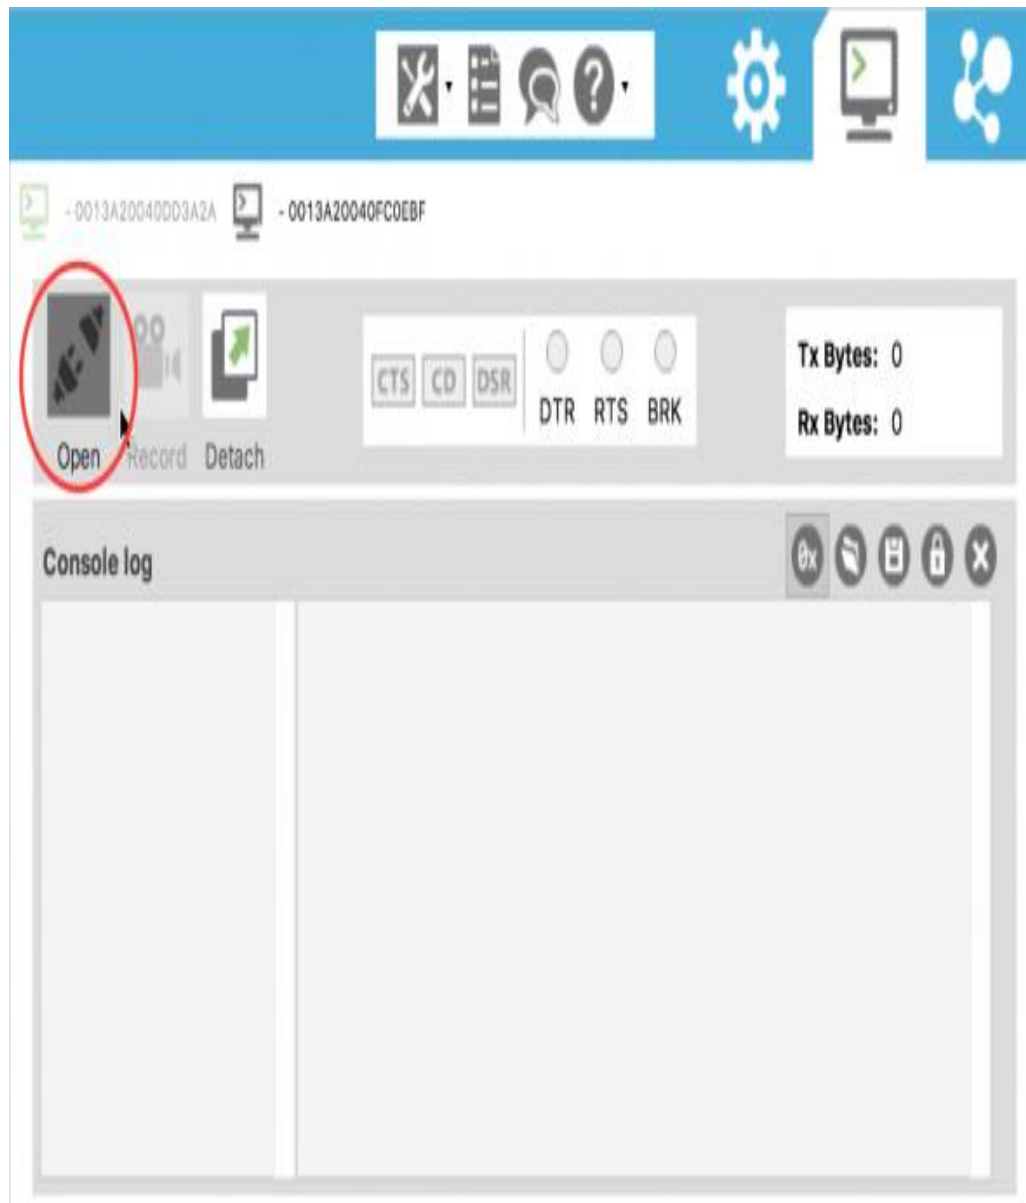 - 0013A20040DD3A2A - 0013A20040FC0EBF
CTS CD DSR
DTR RTS BRK
Tx Bytes: 0
Rx Bytes: 0
Open Record Detach
Console log
0x